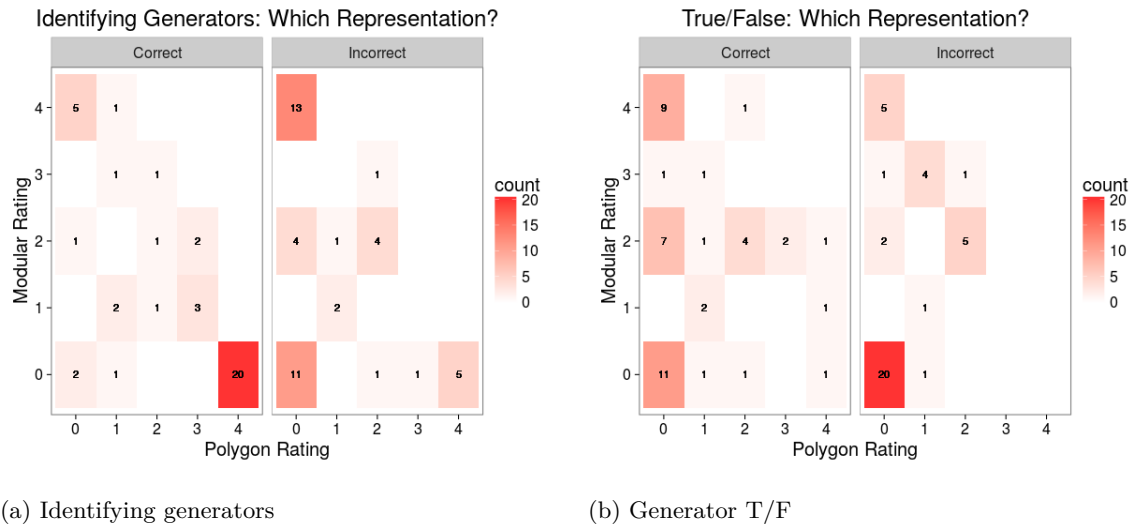 Identifying Generators: Which Representation?
Correct
Incorrect
4
3
2
1
0
Modular Rating
5 1
1 1
1 1 2
2 1 3
2 1 20
13
1
4 1 4
2
11 1 1 5
0 1 2 3 4
0 1 2 3 4
Polygon Rating
count
20
15
10
5
0
(a) Identifying generators
True/False: Which Representation?
Correct
Incorrect
4
3
2
1
0
Modular Rating
9 1
1 1
7 1 4 2 1
2 1
11 1 1 1
5
1 4 1
2 5
1
20 1
0 1 2 3 4
0 1 2 3 4
Polygon Rating
count
20
15
10
5
0
(b) Generator T/F